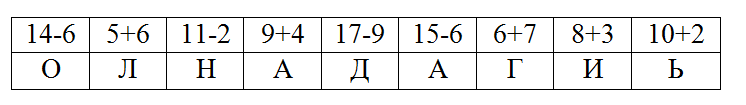 14-6 5+6 11-2 9+4 17-9 15-6 6+7 8+3 10+2
О Л Н А Д А Г И Ь